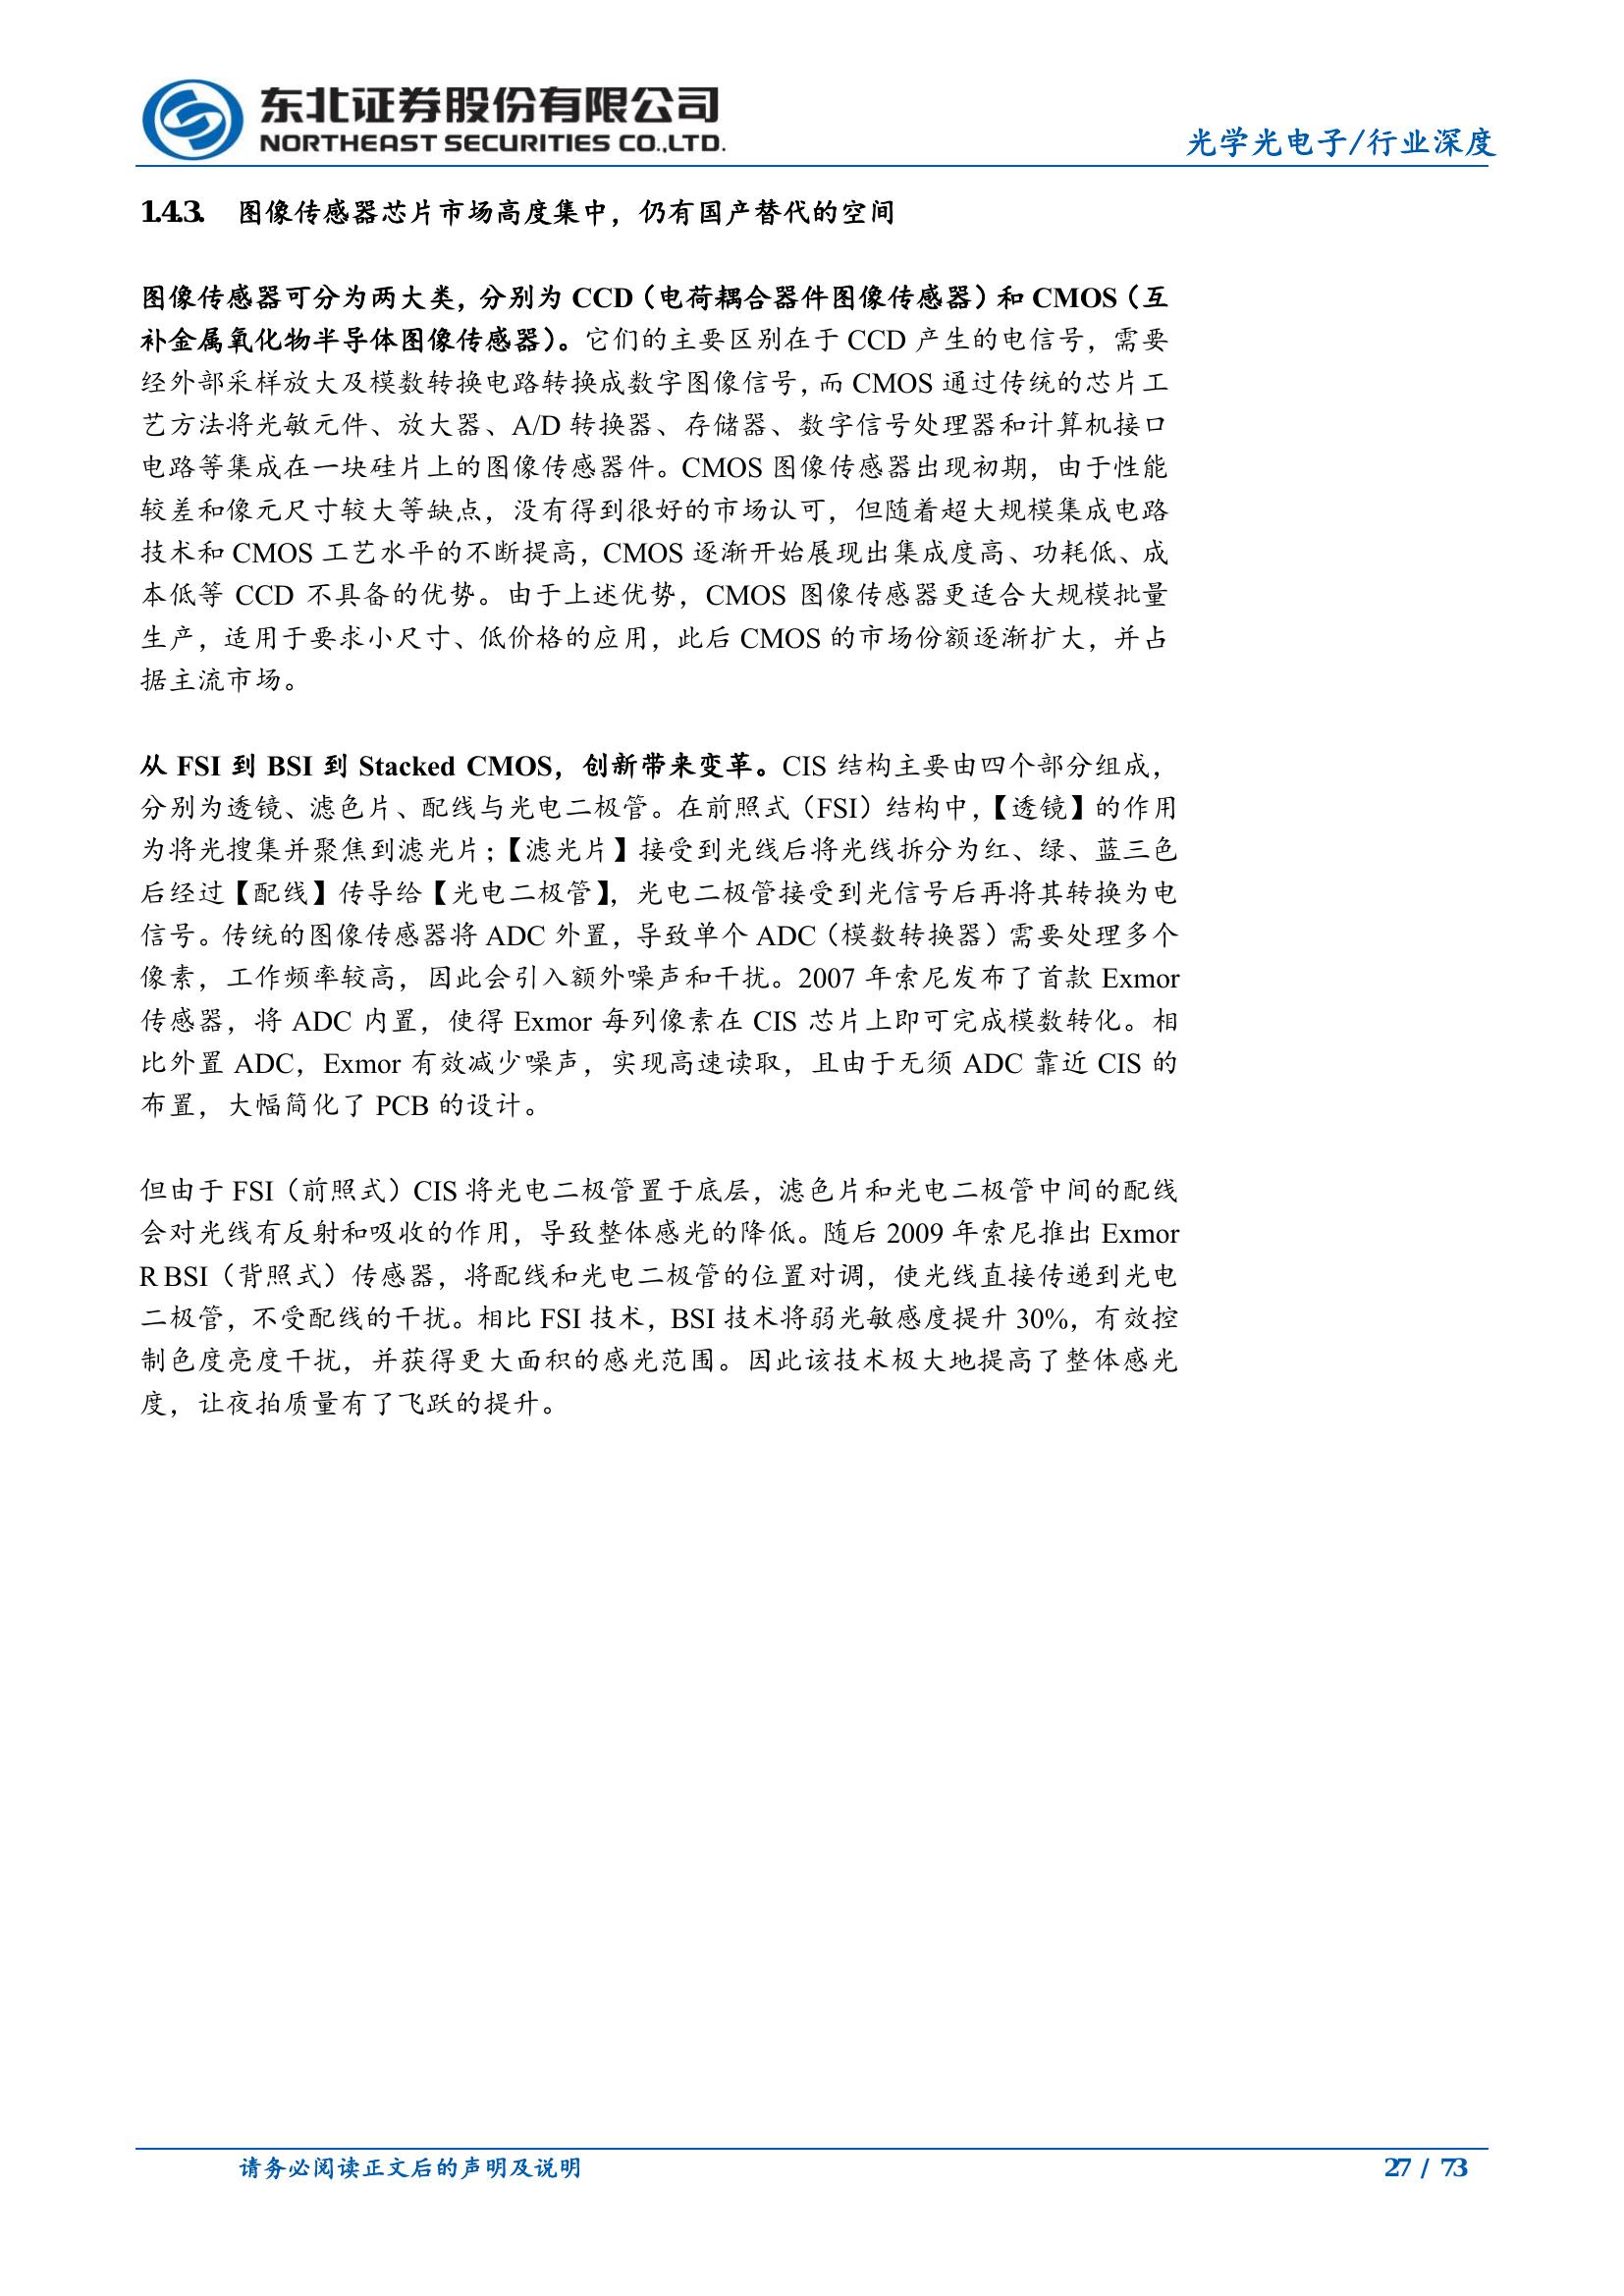 东北证券股份有限公司
NORTHEAST SECURITIES CO.,LTD.
光学光电子/行业深度
1.4.3. 图像传感器芯片市场高度集中，仍有国产替代的空间
图像传感器可分为两大类，分别为 CCD（电荷耦合器件图像传感器）和 CMOS（互
补金属氧化物半导体图像传感器）。它们的主要区别在于 CCD 产生的电信号，需要
经外部采样放大及模数转换电路转换成数字图像信号，而 CMOS 通过传统的芯片工
艺方法将光敏元件、放大器、A/D 转换器、存储器、数字信号处理器和计算机接口
电路等集成在一块硅片上的图像传感器件。CMOS 图像传感器出现初期，由于性能
较差和像元尺寸较大等缺点，没有得到很好的市场认可，但随着超大规模集成电路
技术和 CMOS 工艺水平的不断提高，CMOS 逐渐开始展现出集成度高、功耗低、成
本低等 CCD 不具备的优势。由于上述优势，CMOS 图像传感器更适合大规模批量
生产，适用于要求小尺寸、低价格的应用，此后 CMOS 的市场份额逐渐扩大，并占
据主流市场。
从 FSI 到 BSI 到 Stacked CMOS，创新带来变革。CIS 结构主要由四个部分组成，
分别为透镜、滤色片、配线与光电二极管。在前照式（FSI）结构中，【透镜】的作用
为将光搜集并聚焦到滤光片；【滤光片】接受到光线后将光线拆分为红、绿、蓝三色
后经过【配线】传导给【光电二极管】，光电二极管接受到光信号后再将其转换为电
信号。传统的图像传感器将 ADC 外置，导致单个 ADC（模数转换器）需要处理多个
像素，工作频率较高，因此会引入额外噪声和干扰。2007 年索尼发布了首款 Exmor
传感器，将 ADC 内置，使得 Exmor 每列像素在 CIS 芯片上即可完成模数转化。相
比外置 ADC，Exmor 有效减少噪声，实现高速读取，且由于无须 ADC 靠近 CIS 的
布置，大幅简化了 PCB 的设计。
但由于 FSI（前照式）CIS 将光电二极管置于底层，滤色片和光电二极管中间的配线
会对光线有反射和吸收的作用，导致整体感光的降低。随后 2009 年索尼推出 Exmor
R BSI（背照式）传感器，将配线和光电二极管的位置对调，使光线直接传递到光电
二极管，不受配线的干扰。相比 FSI 技术，BSI 技术将弱光敏感度提升 30%，有效控
制色度亮度干扰，并获得更大面积的感光范围。因此该技术极大地提高了整体感光
度，让夜拍质量有了飞跃的提升。
请务必阅读正文后的声明及说明
27 / 73